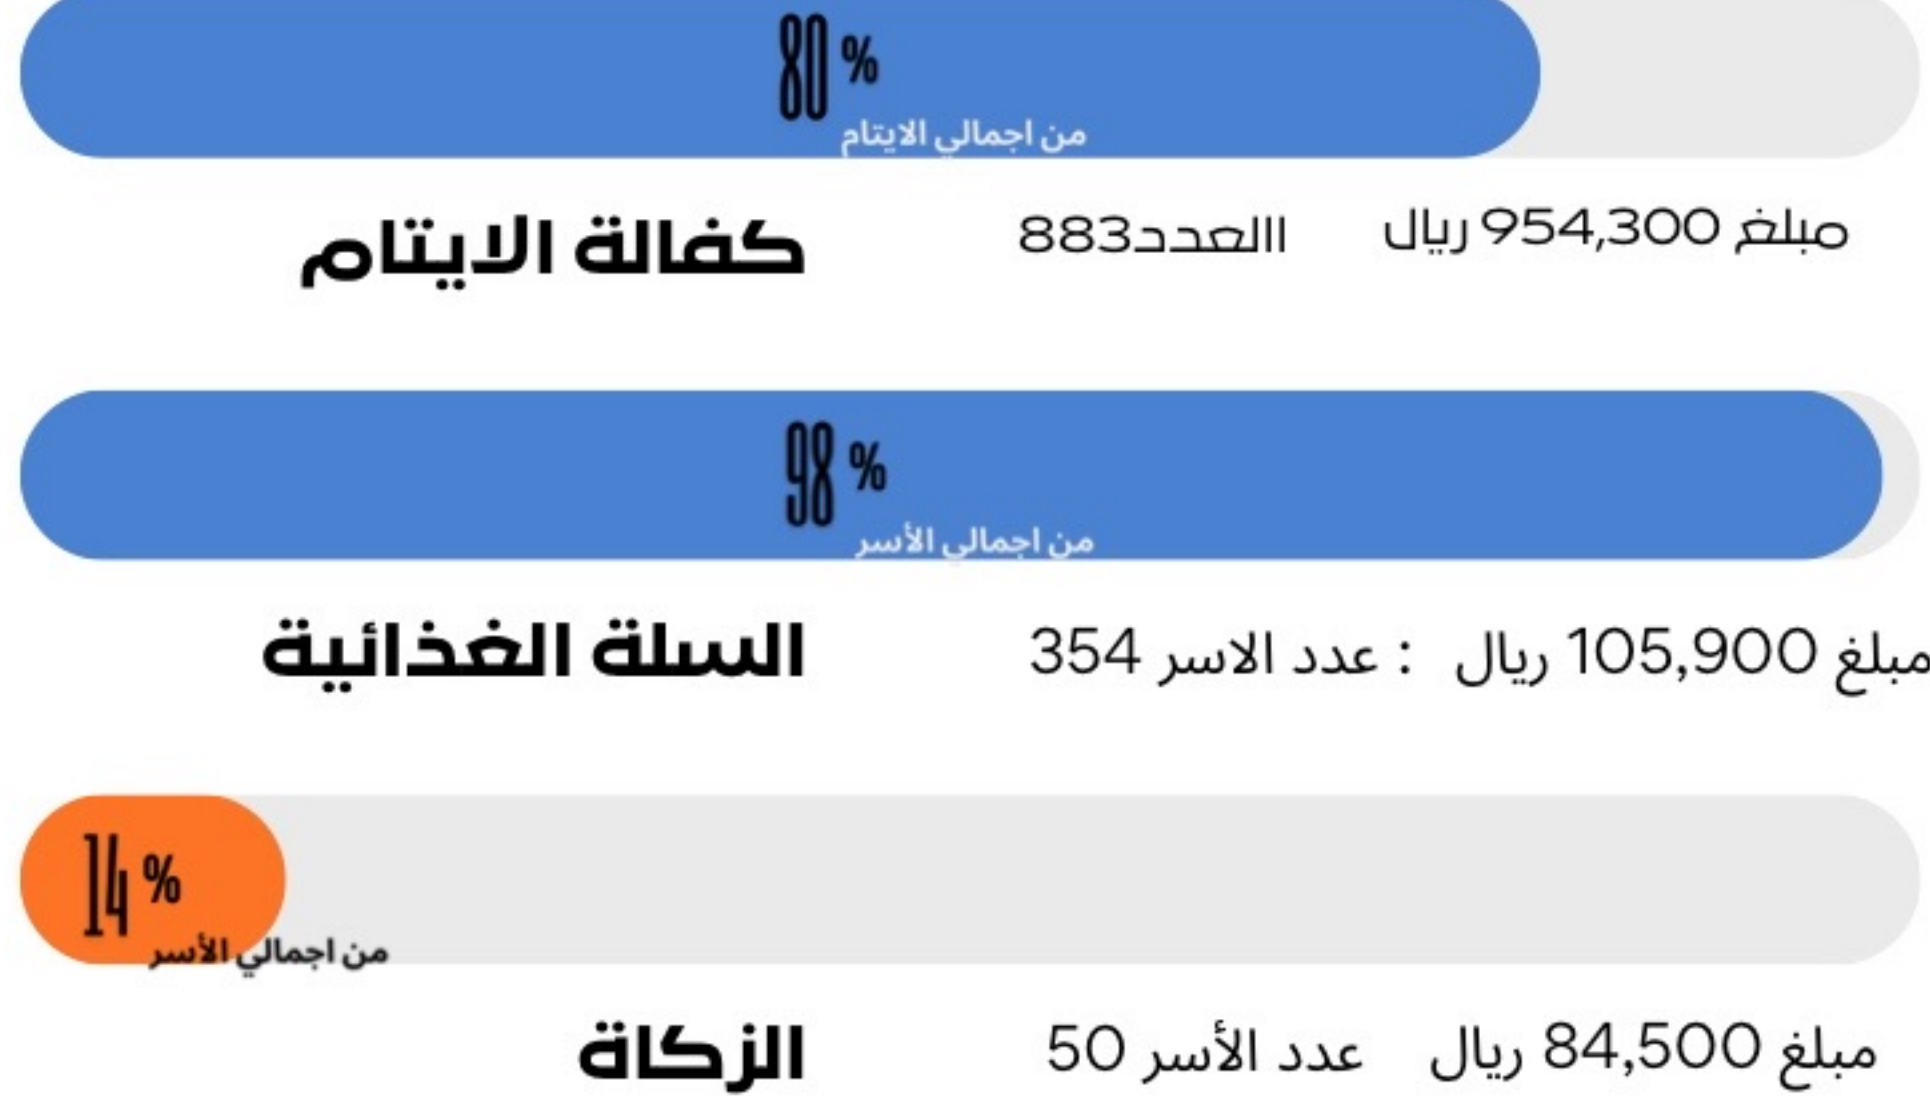 80 %
من اجمالي الايتام
مبلغ 954,300 ريال االعدد883 كفالة الايتام
98 %
من اجمالي الأسر
مبلغ 105,900 ريال : عدد الاسر 354 السلة الغذائية
14 %
من اجمالي الأسر
مبلغ 84,500 ريال عدد الأسر 50 الزكاة